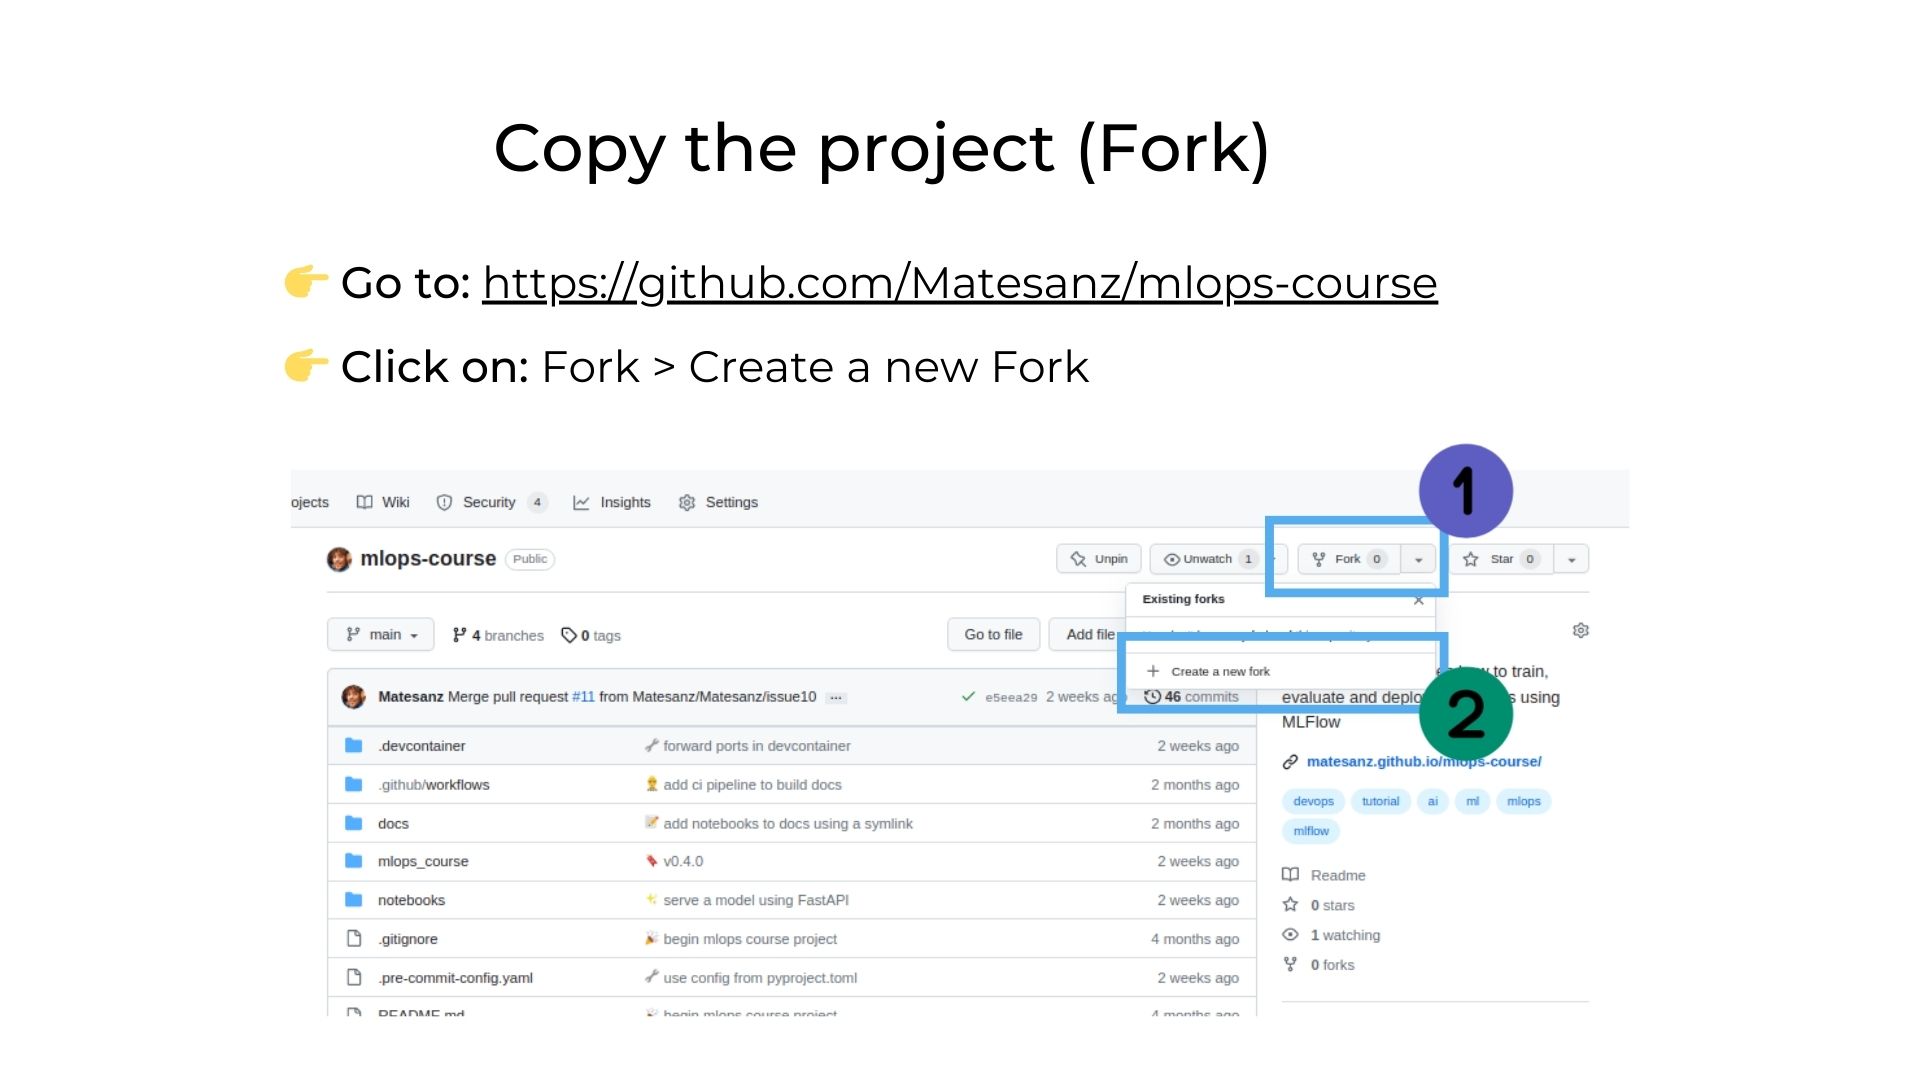 Copy the project (Fork)
👉 Go to: https://github.com/Matesanz/mlops-course
👉 Click on: Fork > Create a new Fork
1
ojects Wiki Security 4 Insights Settings
mlops-course Public Unpin Unwatch 1 Fork 0 Star 0
Existing forks
main 4 branches 0 tags Go to file Add file
Create a new fork
to train,
evaluate and using
MLFlow
2
Matesanz Merge pull request #11 from Matesanz/Matesanz/issue10 ... e5eea29 2 weeks ago 46 commits
.devcontainer forward ports in devcontainer 2 weeks ago
.github/workflows add ci pipeline to build docs 2 months ago
docs add notebooks to docs using a symlink 2 months ago
mlops_course v0.4.0 2 weeks ago
notebooks serve a model using FastAPI 2 weeks ago
.gitignore begin mlops course project 4 months ago
.pre-commit-config.yaml use config from pyproject.toml 2 weeks ago
README.md begin mlops course project 4 months ago
matesanz.github.io/mlops-course/
devops tutorial ai ml mlops
mlflow
Readme
0 stars
1 watching
0 forks